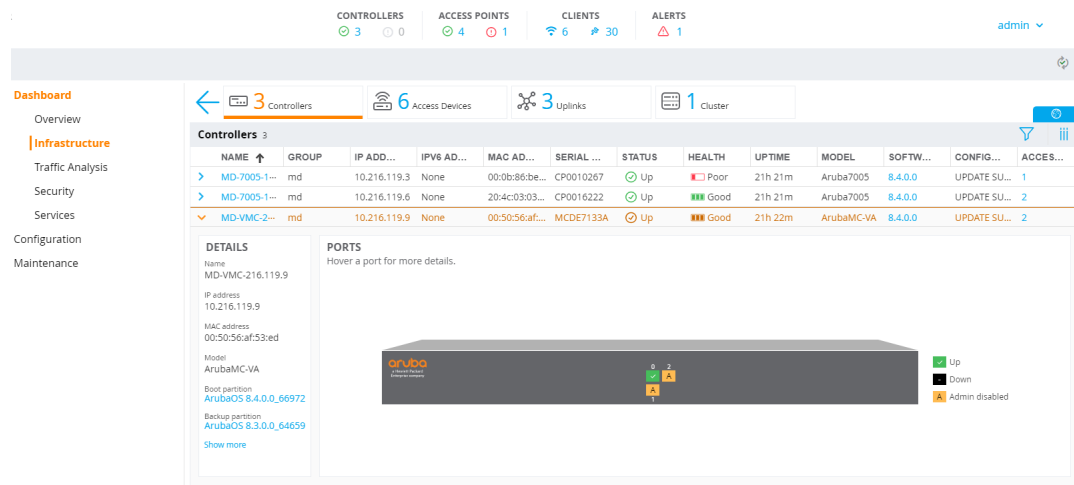 CONTROLLERS ACCESS POINTS CLIENTS ALERTS
3 0 4 1 6 30 1
admin
Dashboard
Overview
Infrastructure
Traffic Analysis
Security
Services
Configuration
Maintenance
3 Controllers 6 Access Devices 3 Uplinks 1 Cluster
Controllers 3
NAME GROUP IP ADD... IPV6 AD... MAC AD... SERIAL ... STATUS HEALTH UPTIME MODEL SOFTW... CONFIG... ACCES...
MD-7005-1... md 10.216.119.3 None 00:0b:86:be... CP0010267 Up Poor 21h 21m Aruba7005 8.4.0.0 UPDATE SU... 1
MD-7005-1... md 10.216.119.6 None 20:4c:03:03... CP0016222 Up Good 21h 21m Aruba7005 8.4.0.0 UPDATE SU... 2
MD-VMC-2... md 10.216.119.9 None 00:50:56:af:... MCDE7133A Up Good 21h 22m ArubaMC-VA 8.4.0.0 UPDATE SU... 2
DETAILS
Name
MD-VMC-216.119.9
IP address
10.216.119.9
MAC address
00:50:56:af:53:ed
Model
ArubaMC-VA
Boot partition
ArubaOS 8.4.0.0_66972
Backup partition
ArubaOS 8.3.0.0_64659
Show more
PORTS
Hover a port for more details.
aruba
a Hewlett Packard
Enterprise company
0 2
A
A
1
Up
- Down
A Admin disabled